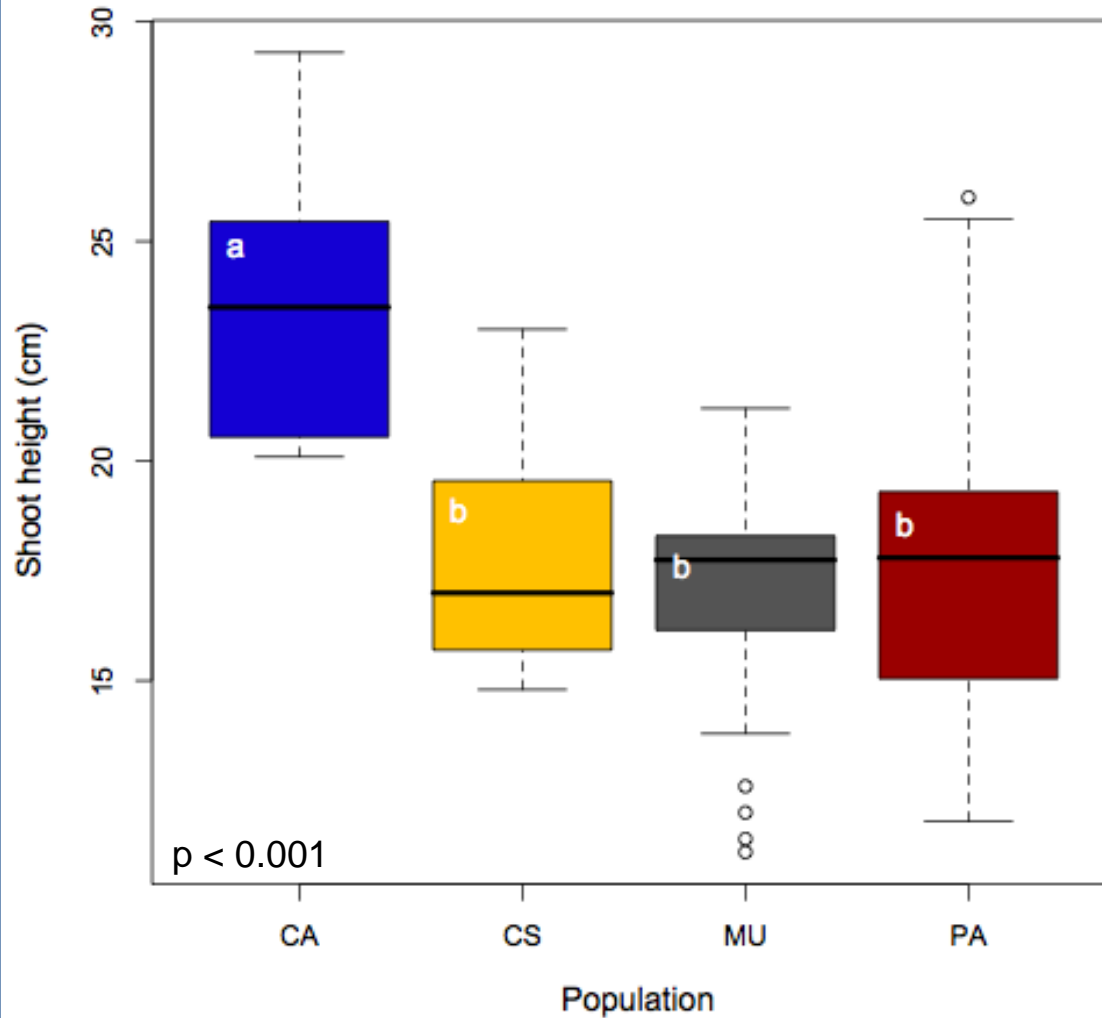 30
25
20
15
Shoot height (cm)
a
b
b
b
p < 0.001
CA CS MU PA
Population